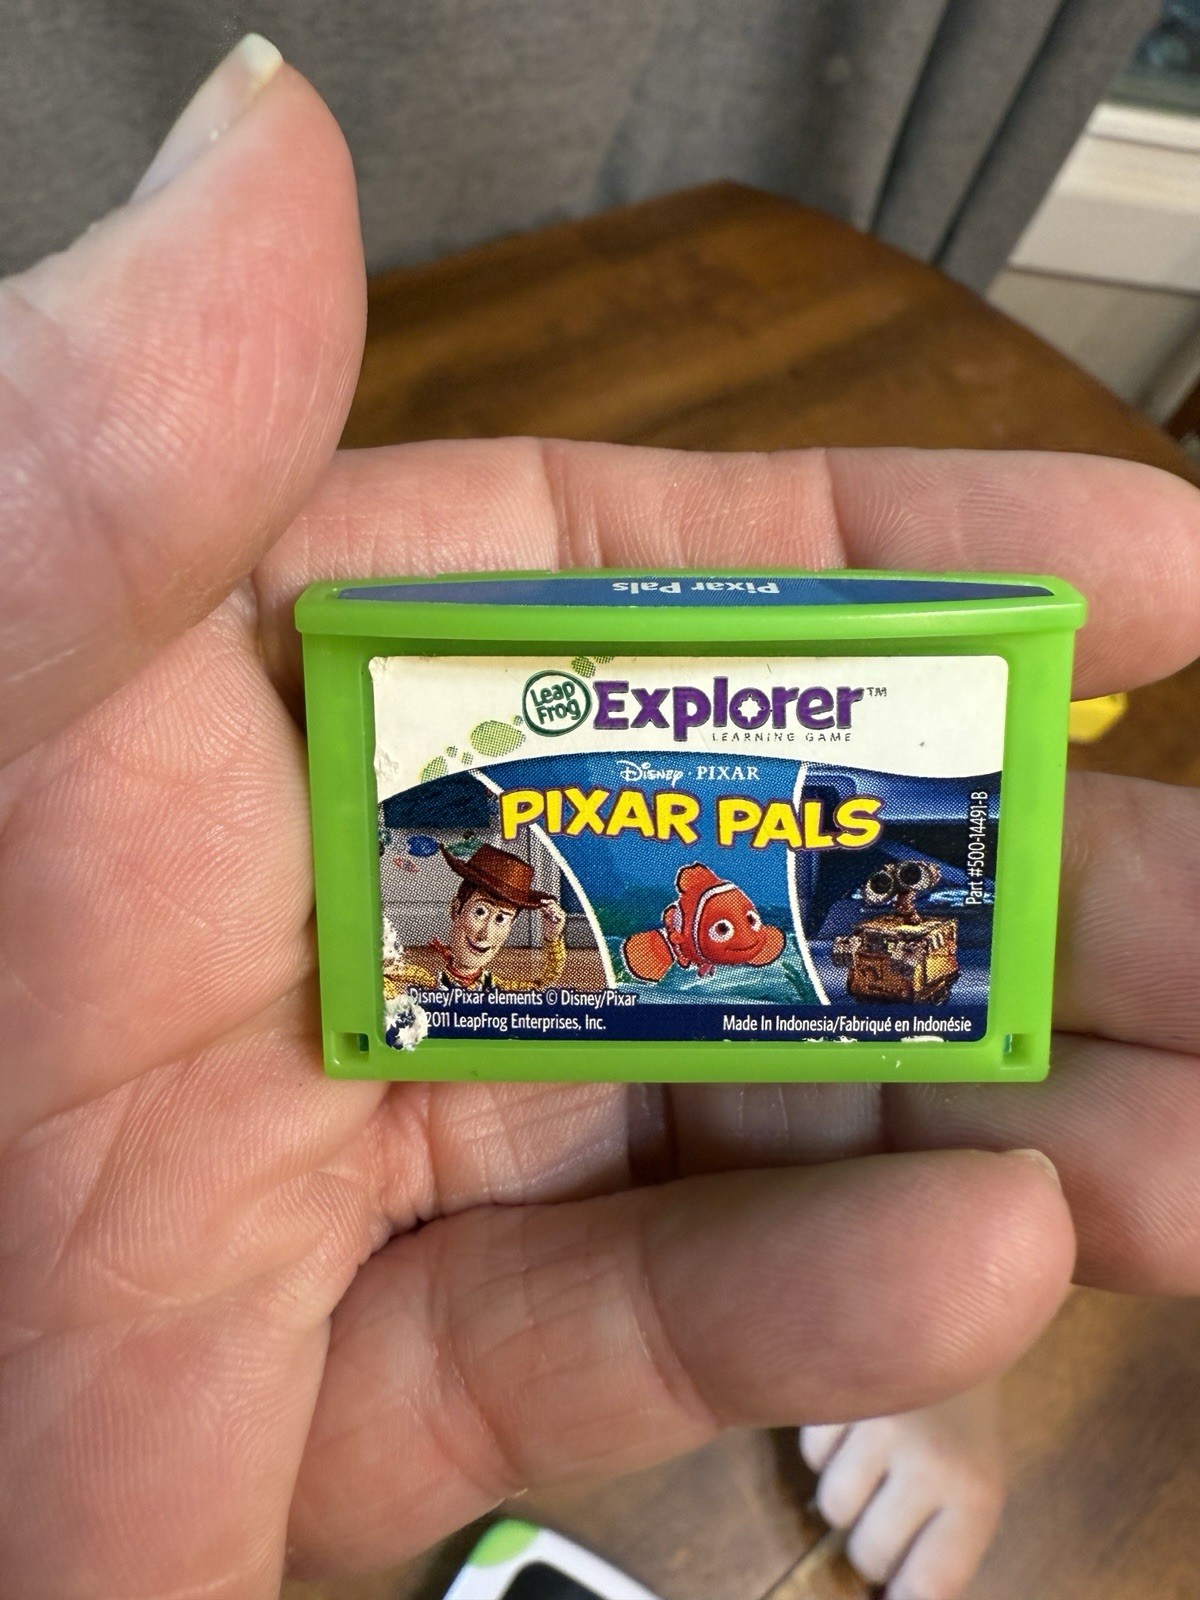 Pixar Pals
Leap
Frog
Explorer™
LEARNING GAME
Disney · PIXAR
PIXAR PALS
Part #500-14491-B
Disney/Pixar elements © Disney/Pixar
2011 LeapFrog Enterprises, Inc.
Made In Indonesia/Fabriqué en Indonésie